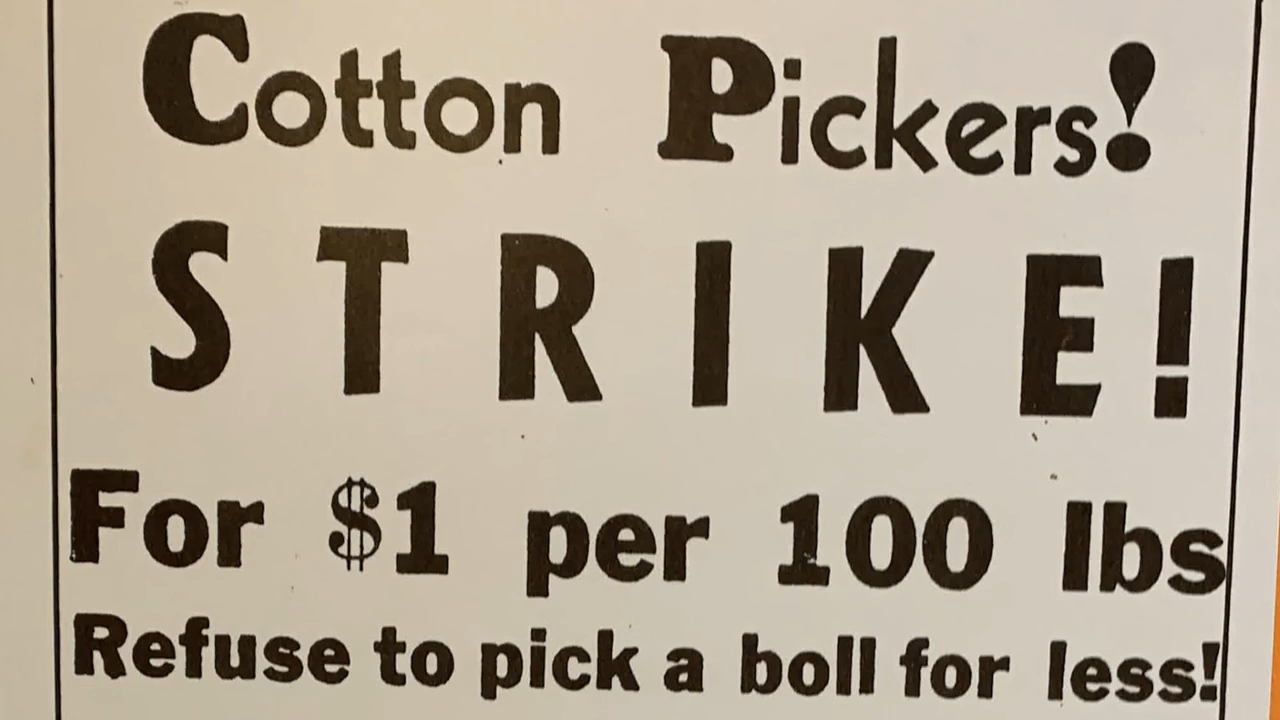 Cotton Pickers!
STRIKE!
For $1 per 100 lbs
Refuse to pick a boll for less!